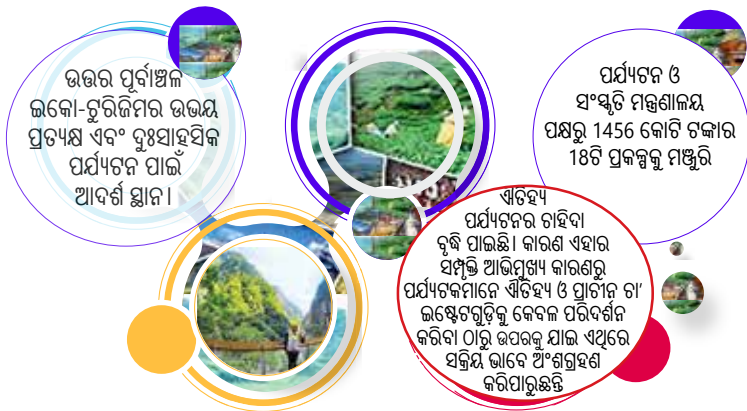 ଉତ୍ତର ପୂର୍ବାଞ୍ଚଳ
ଇକୋ-ଟୁରିଜିମର ଉଭୟ
ପ୍ରତ୍ୟକ୍ଷ ଏବଂ ଦୁଃସାହସିକ
ପର୍ଯ୍ୟଟନ ପାଇଁ
ଆଦର୍ଶ ସ୍ଥାନ।
ପର୍ଯ୍ୟଟନ ଓ
ସଂସ୍କୃତି ମନ୍ତ୍ରଣାଳୟ
ପକ୍ଷରୁ 1456 କୋଟି ଟଙ୍କାର
18ଟି ପ୍ରକଳ୍ପକୁ ମଞ୍ଜୁରି
ଐତିହ୍ୟ
ପର୍ଯ୍ୟଟନର ଚାହିଦା
ବୃଦ୍ଧି ପାଇଛି। କାରଣ ଏହାର
ସମ୍ପୃକ୍ତି ଆଭିମୁଖ୍ୟ କାରଣରୁ
ପର୍ଯ୍ୟଟକମାନେ ଐତିହ୍ୟ ଓ ପ୍ରାଚୀନ ଚା’
ଇଷ୍ଟେଟଗୁଡ଼ିକୁ କେବଳ ପରିଦର୍ଶନ
କରିବା ଠାରୁ ଉପରକୁ ଯାଇ ଏଥିରେ
ସକ୍ରିୟ ଭାବେ ଅଂଶଗ୍ରହଣ
କରିପାରୁଛନ୍ତି